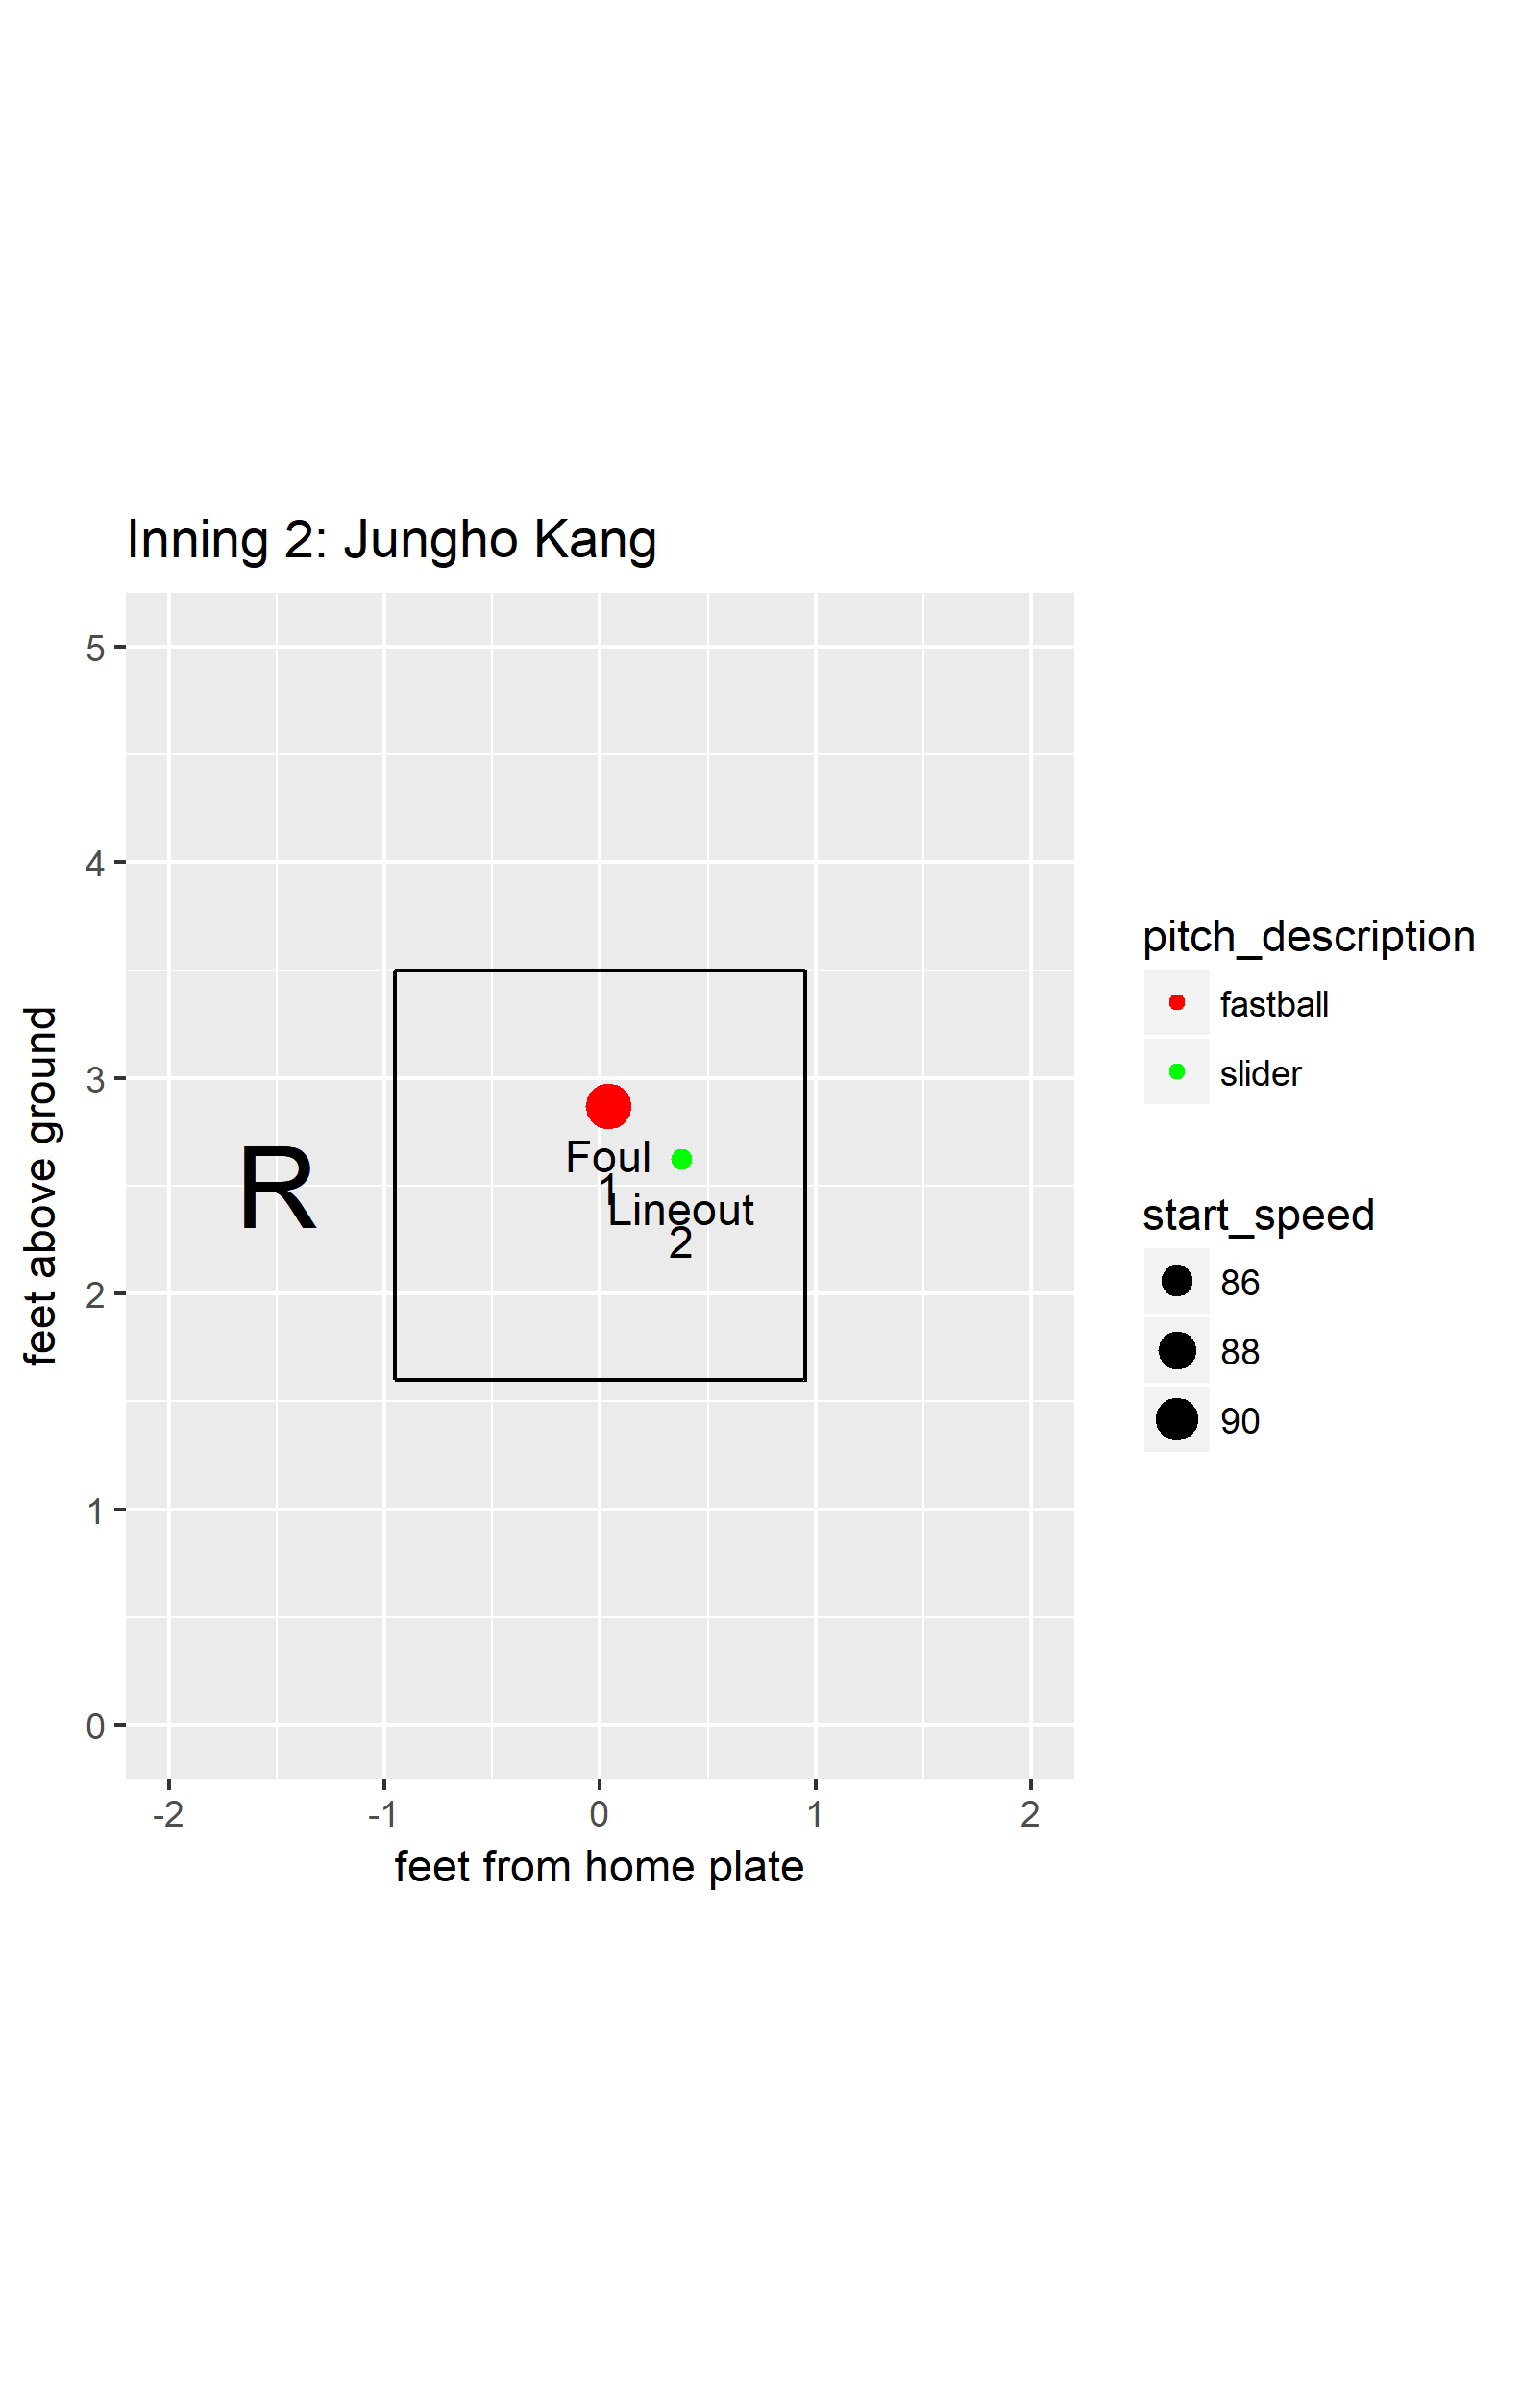 Inning 2: Jungho Kang
5
4
3
2
1
0
feet above ground
R
Foul
1
Lineout
2
-2 -1 0 1 2
feet from home plate
pitch_description
fastball
slider
start_speed
86
88
90